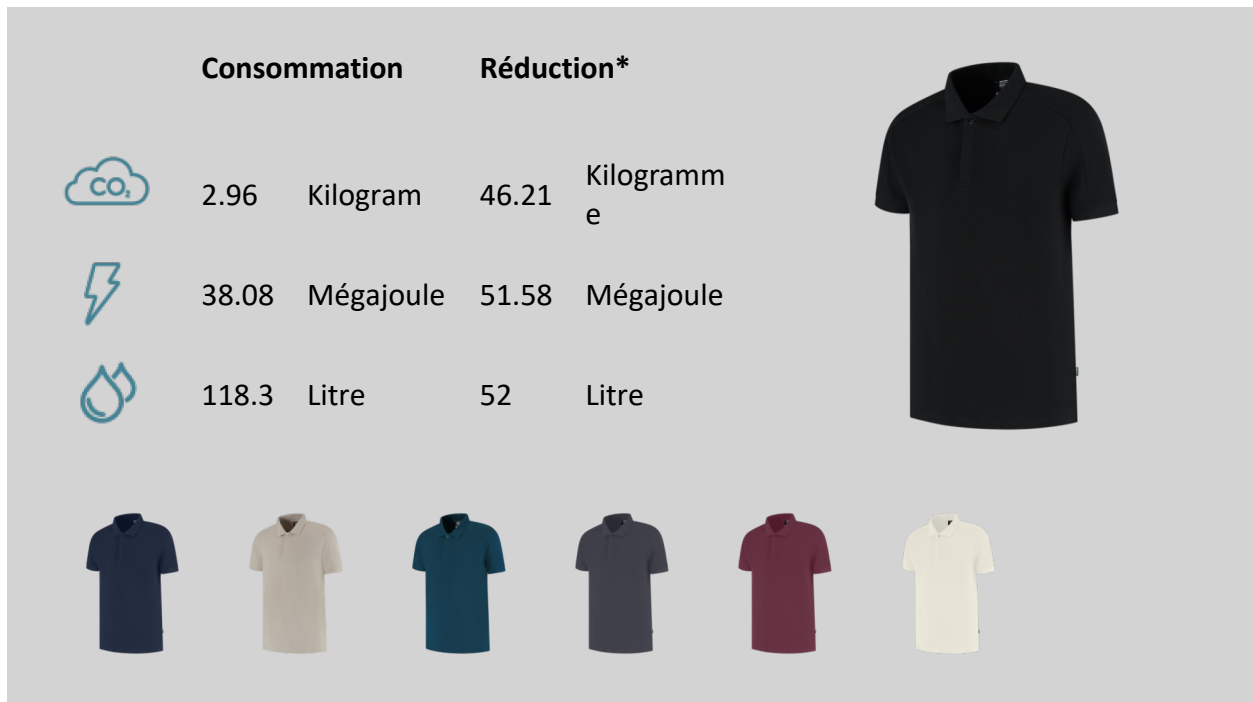 Consommation Réduction*
CO₂ 2.96 Kilogram 46.21 Kilogramm
e
38.08 Mégajoule 51.58 Mégajoule
118.3 Litre 52 Litre